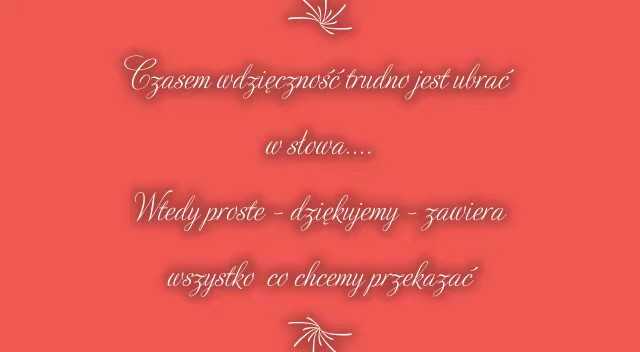 Czasem wdzięczność trudno jest ubrać
w słowa....
Wtedy proste - dziękujemy - zawiera
wszystko co chcemy przekazać